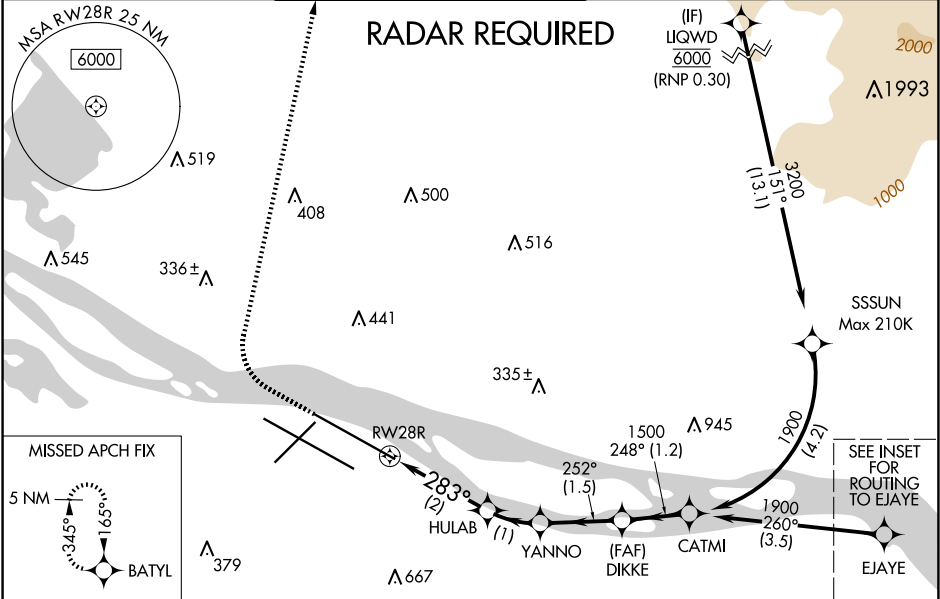 MSA RW28R 25 NM
6000
RADAR REQUIRED
(IF)
LIQWD
6000
(RNP 0.30)
2000
1993
1000
519
408
500
516
545
336±
441
335±
945
3200
151°
(13.1)
SSSUN
Max 210K
1900
(4.2)
RW28R
283°
(2)
HULAB
(1)
YANNO
252°
(1.5)
(FAF)
DIKKE
1500
248° (1.2)
CATMI
1900
260°
(3.5)
SEE INSET
FOR
ROUTING
TO EJAYE
EJAYE
MISSED APCH FIX
5 NM
345°
165°
BATYL
379
667